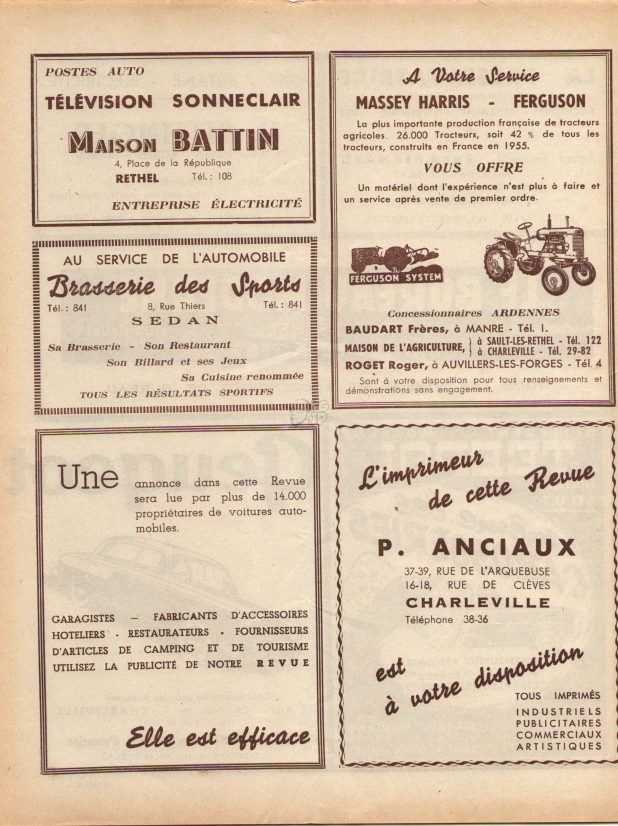 POSTES AUTO
TÉLÉVISION SONNECLAIR
MAISON BATTIN
4, Place de la République
RETHEL Tél. : 108
ENTREPRISE ÉLECTRICITÉ
AU SERVICE DE L'AUTOMOBILE
Brasserie des Sports
Tél. : 841 8, Rue Thiers Tél. : 841
SEDAN
Sa Brasserie - Son Restaurant
Son Billard et ses Jeux
Sa Cuisine renommée
TOUS LES RÉSULTATS SPORTIFS
Une annonce dans cette Revue
sera lue par plus de 14.000
propriétaires de voitures auto-
mobiles.
GARAGISTES — FABRICANTS D'ACCESSOIRES
HOTELIERS - RESTAURATEURS - FOURNISSEURS
D'ARTICLES DE CAMPING ET DE TOURISME
UTILISEZ LA PUBLICITÉ DE NOTRE REVUE
Elle est efficace
A Votre Service
MASSEY HARRIS - FERGUSON
La plus importante production française de tracteurs
agricoles. 26.000 Tracteurs, soit 42 % de tous les
tracteurs, construits en France en 1955.
VOUS OFFRE
Un matériel dont l'expérience n'est plus à faire et
un service après vente de premier ordre.
FERGUSON SYSTEM
Concessionnaires ARDENNES
BAUDART Frères, à MANRE - Tél. 1.
MAISON DE L'AGRICULTURE, à SAULT-LES-RETHEL - Tél. 122
à CHARLEVILLE - Tél. 29-82
ROGET Roger, à AUVILLERS-LES-FORGES - Tél. 4
Sont à votre disposition pour tous renseignements et
démonstrations sans engagement.
L'imprimeur
de cette Revue
P. ANCIAUX
37-39, RUE DE L'ARQUEBUSE
16-18, RUE DE CLÈVES
CHARLEVILLE
Téléphone 38-36
est
à votre disposition
TOUS IMPRIMÉS
INDUSTRIELS
PUBLICITAIRES
COMMERCIAUX
ARTISTIQUES